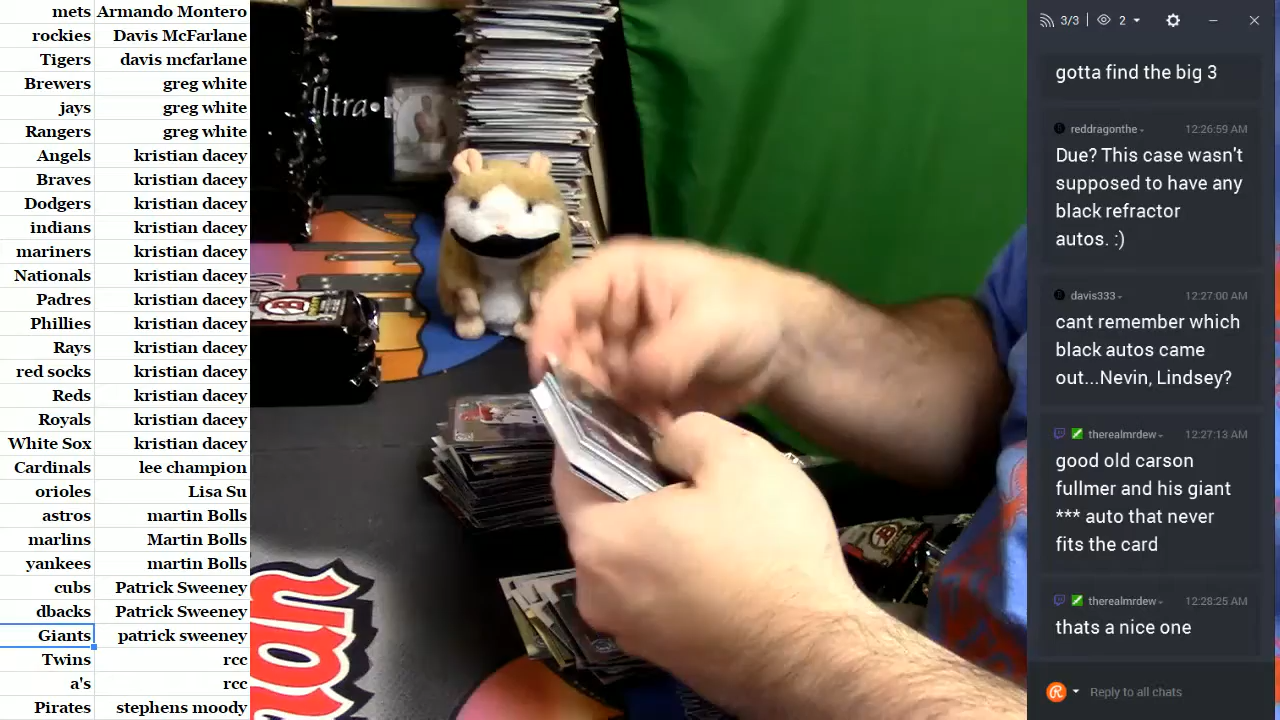 mets Armando Montero
rockies Davis McFarlane
Tigers davis mcfarlane
Brewers greg white
jays greg white
Rangers greg white
Angels kristian dacey
Braves kristian dacey
Dodgers kristian dacey
indians kristian dacey
mariners kristian dacey
Nationals kristian dacey
Padres kristian dacey
Phillies kristian dacey
Rays kristian dacey
red socks kristian dacey
Reds kristian dacey
Royals kristian dacey
White Sox kristian dacey
Cardinals lee champion
orioles Lisa Su
astros martin Bolls
marlins Martin Bolls
yankees martin Bolls
cubs Patrick Sweeney
dbacks Patrick Sweeney
Giants patrick sweeney
Twins rcc
a's rcc
Pirates stephens moody
3/3 2
gotta find the big 3
reddragonthe 12:26:59 AM
Due? This case wasn't
supposed to have any
black refractor
autos. :)
davis333 12:27:00 AM
cant remember which
black autos came
out...Nevin, Lindsey?
therealmrdew 12:27:13 AM
good old carson
fullmer and his giant
*** auto that never
fits the card
therealmrdew 12:28:25 AM
thats a nice one
Reply to all chats